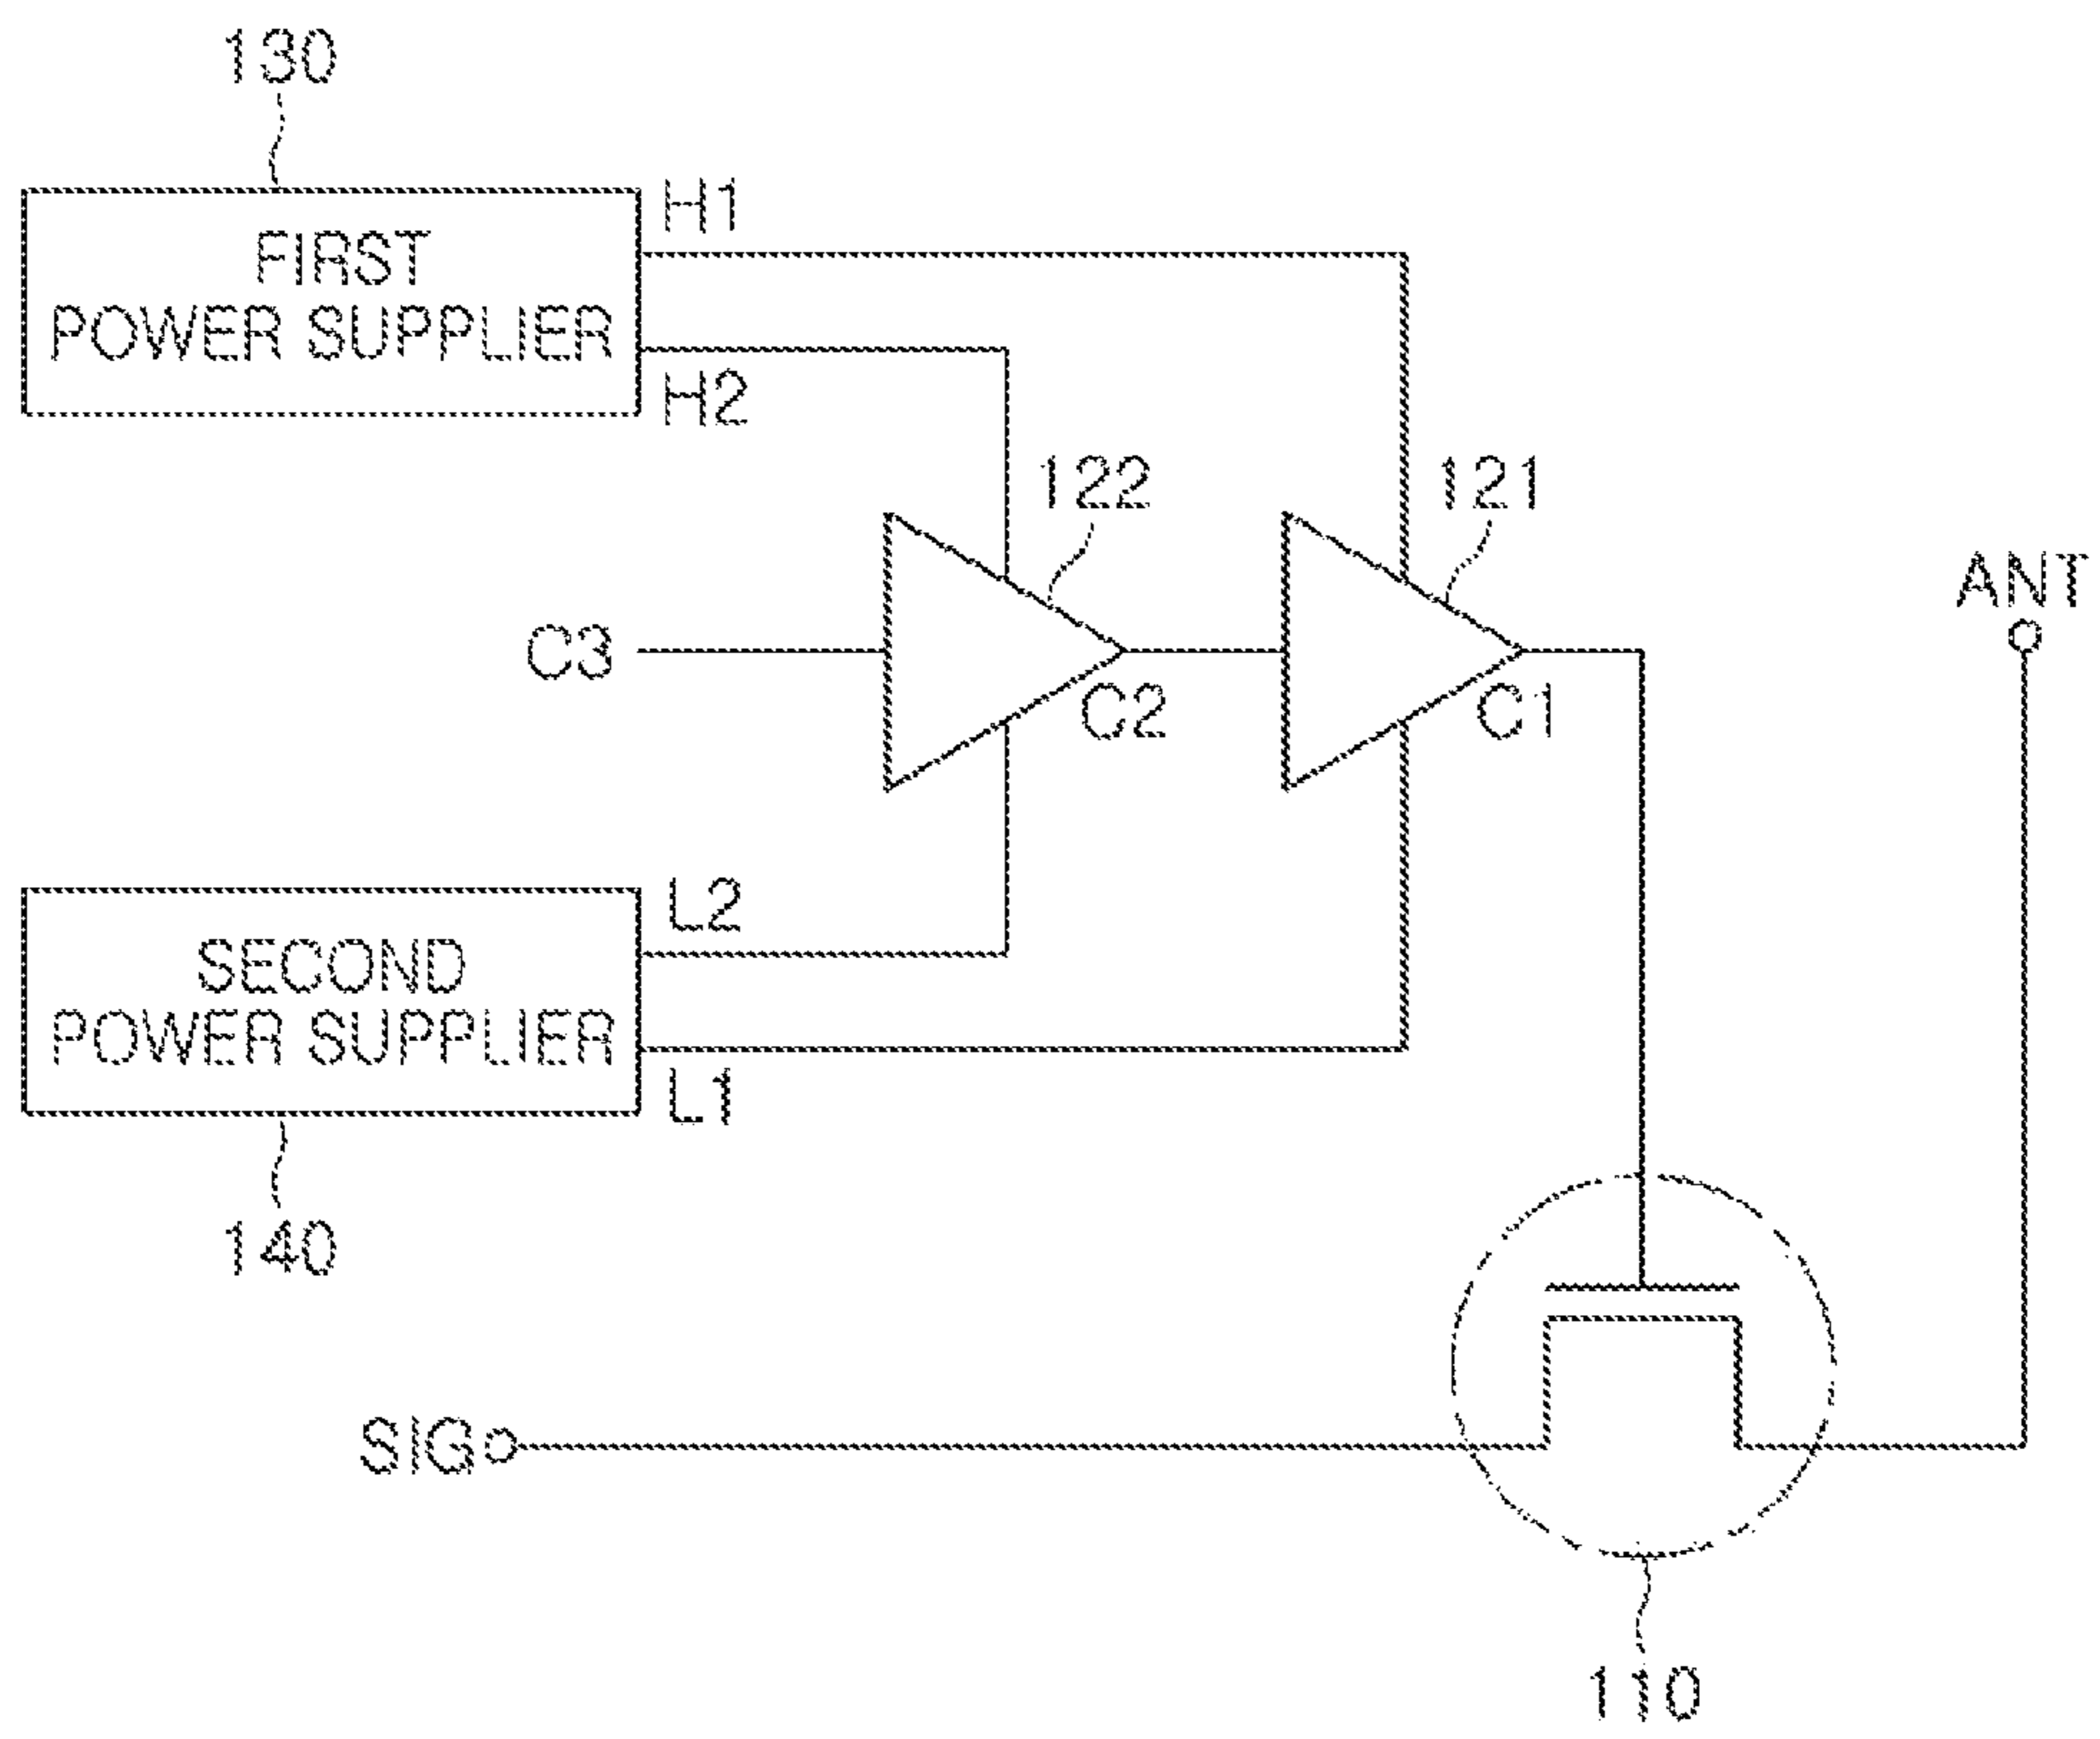 130
H1
FIRST
POWER SUPPLIER
H2
122
121
ANT
C3
C2
C1
L2
SECOND
POWER SUPPLIER
L1
140
SIG
110